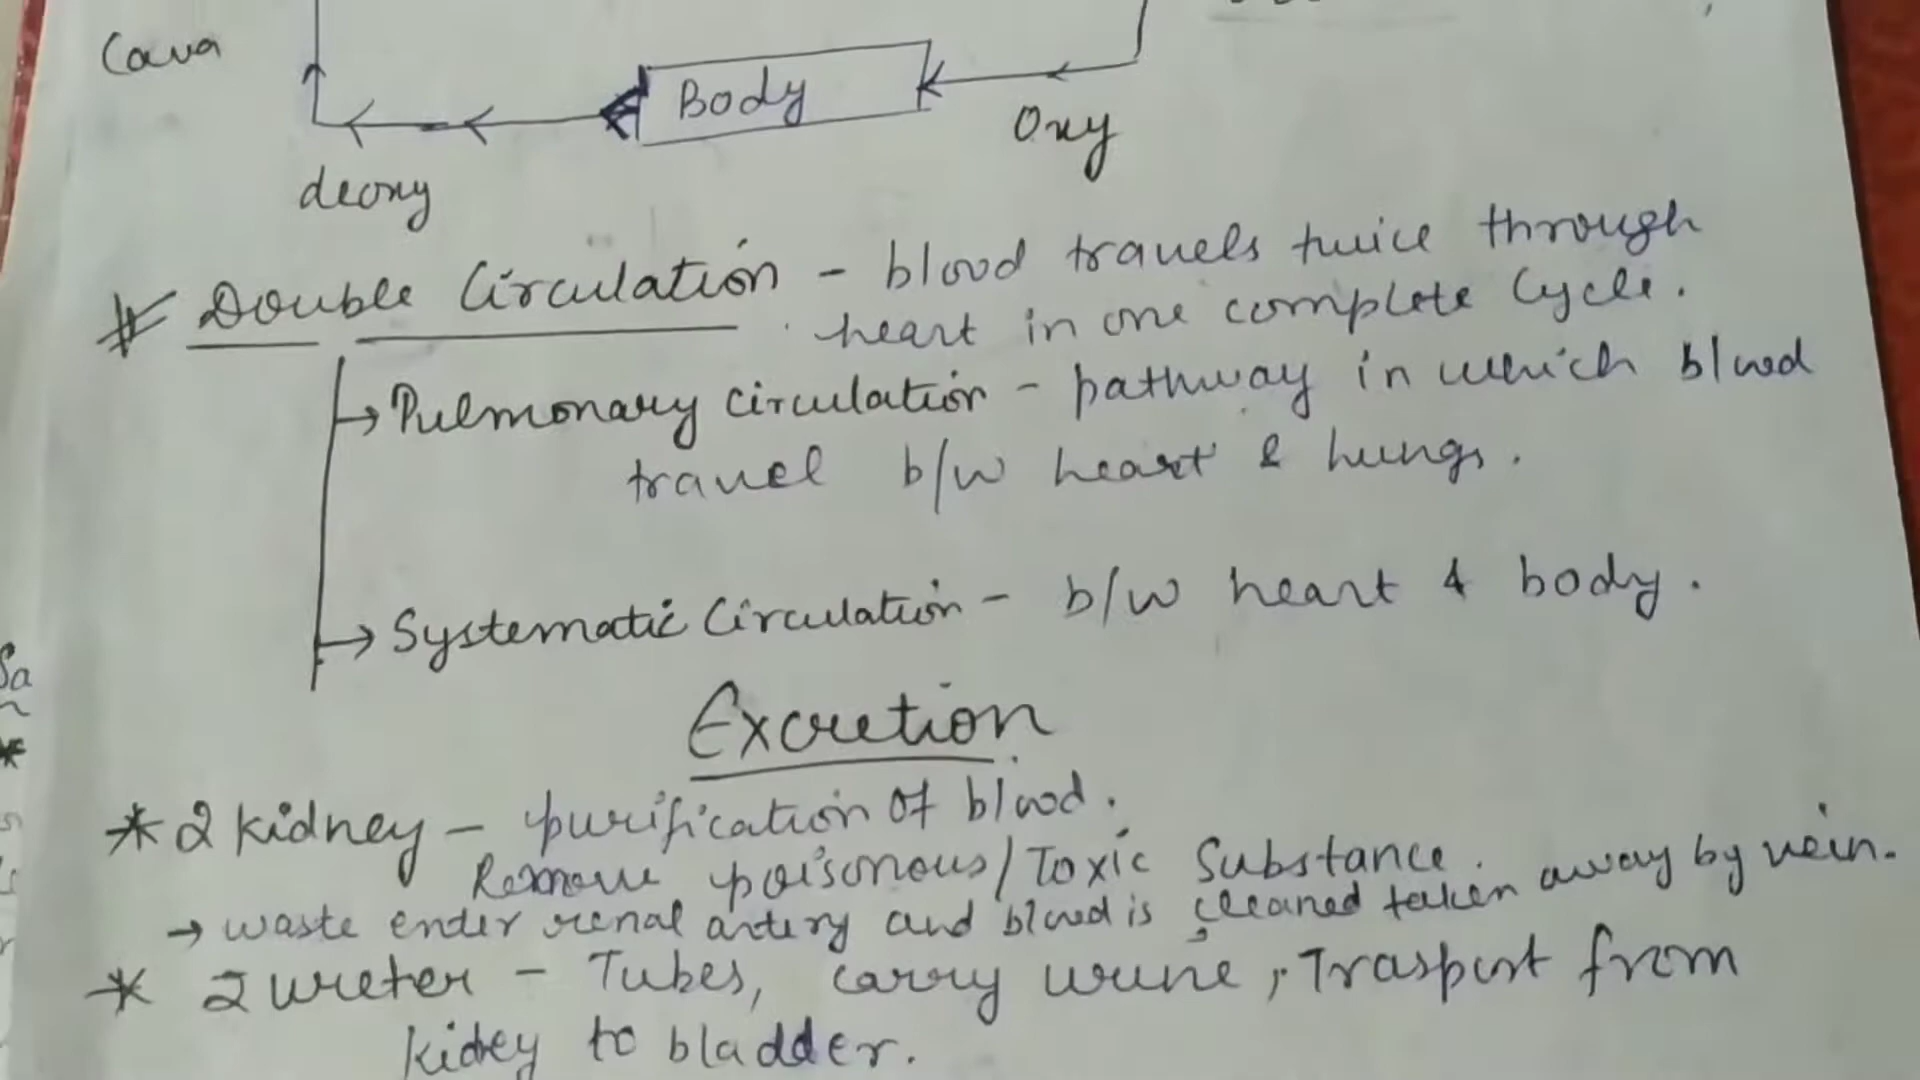 Cava
Body
Oxy
deoxy
* Double Circulation - blood travels twice through
heart in one complete Cycle.
→ Pulmonary circulation - pathway in which blood
travel b/w heart & lungs.
→ Systematic Circulation - b/w heart & body.
Excretion
* 2 kidney - purification of blood.
Remove poisonous/Toxic Substance.
→ waste enter renal artery and blood is cleaned taken away by vein.
* 2 ureter - Tubes, carry urine, Trasport from
kidey to bladder.